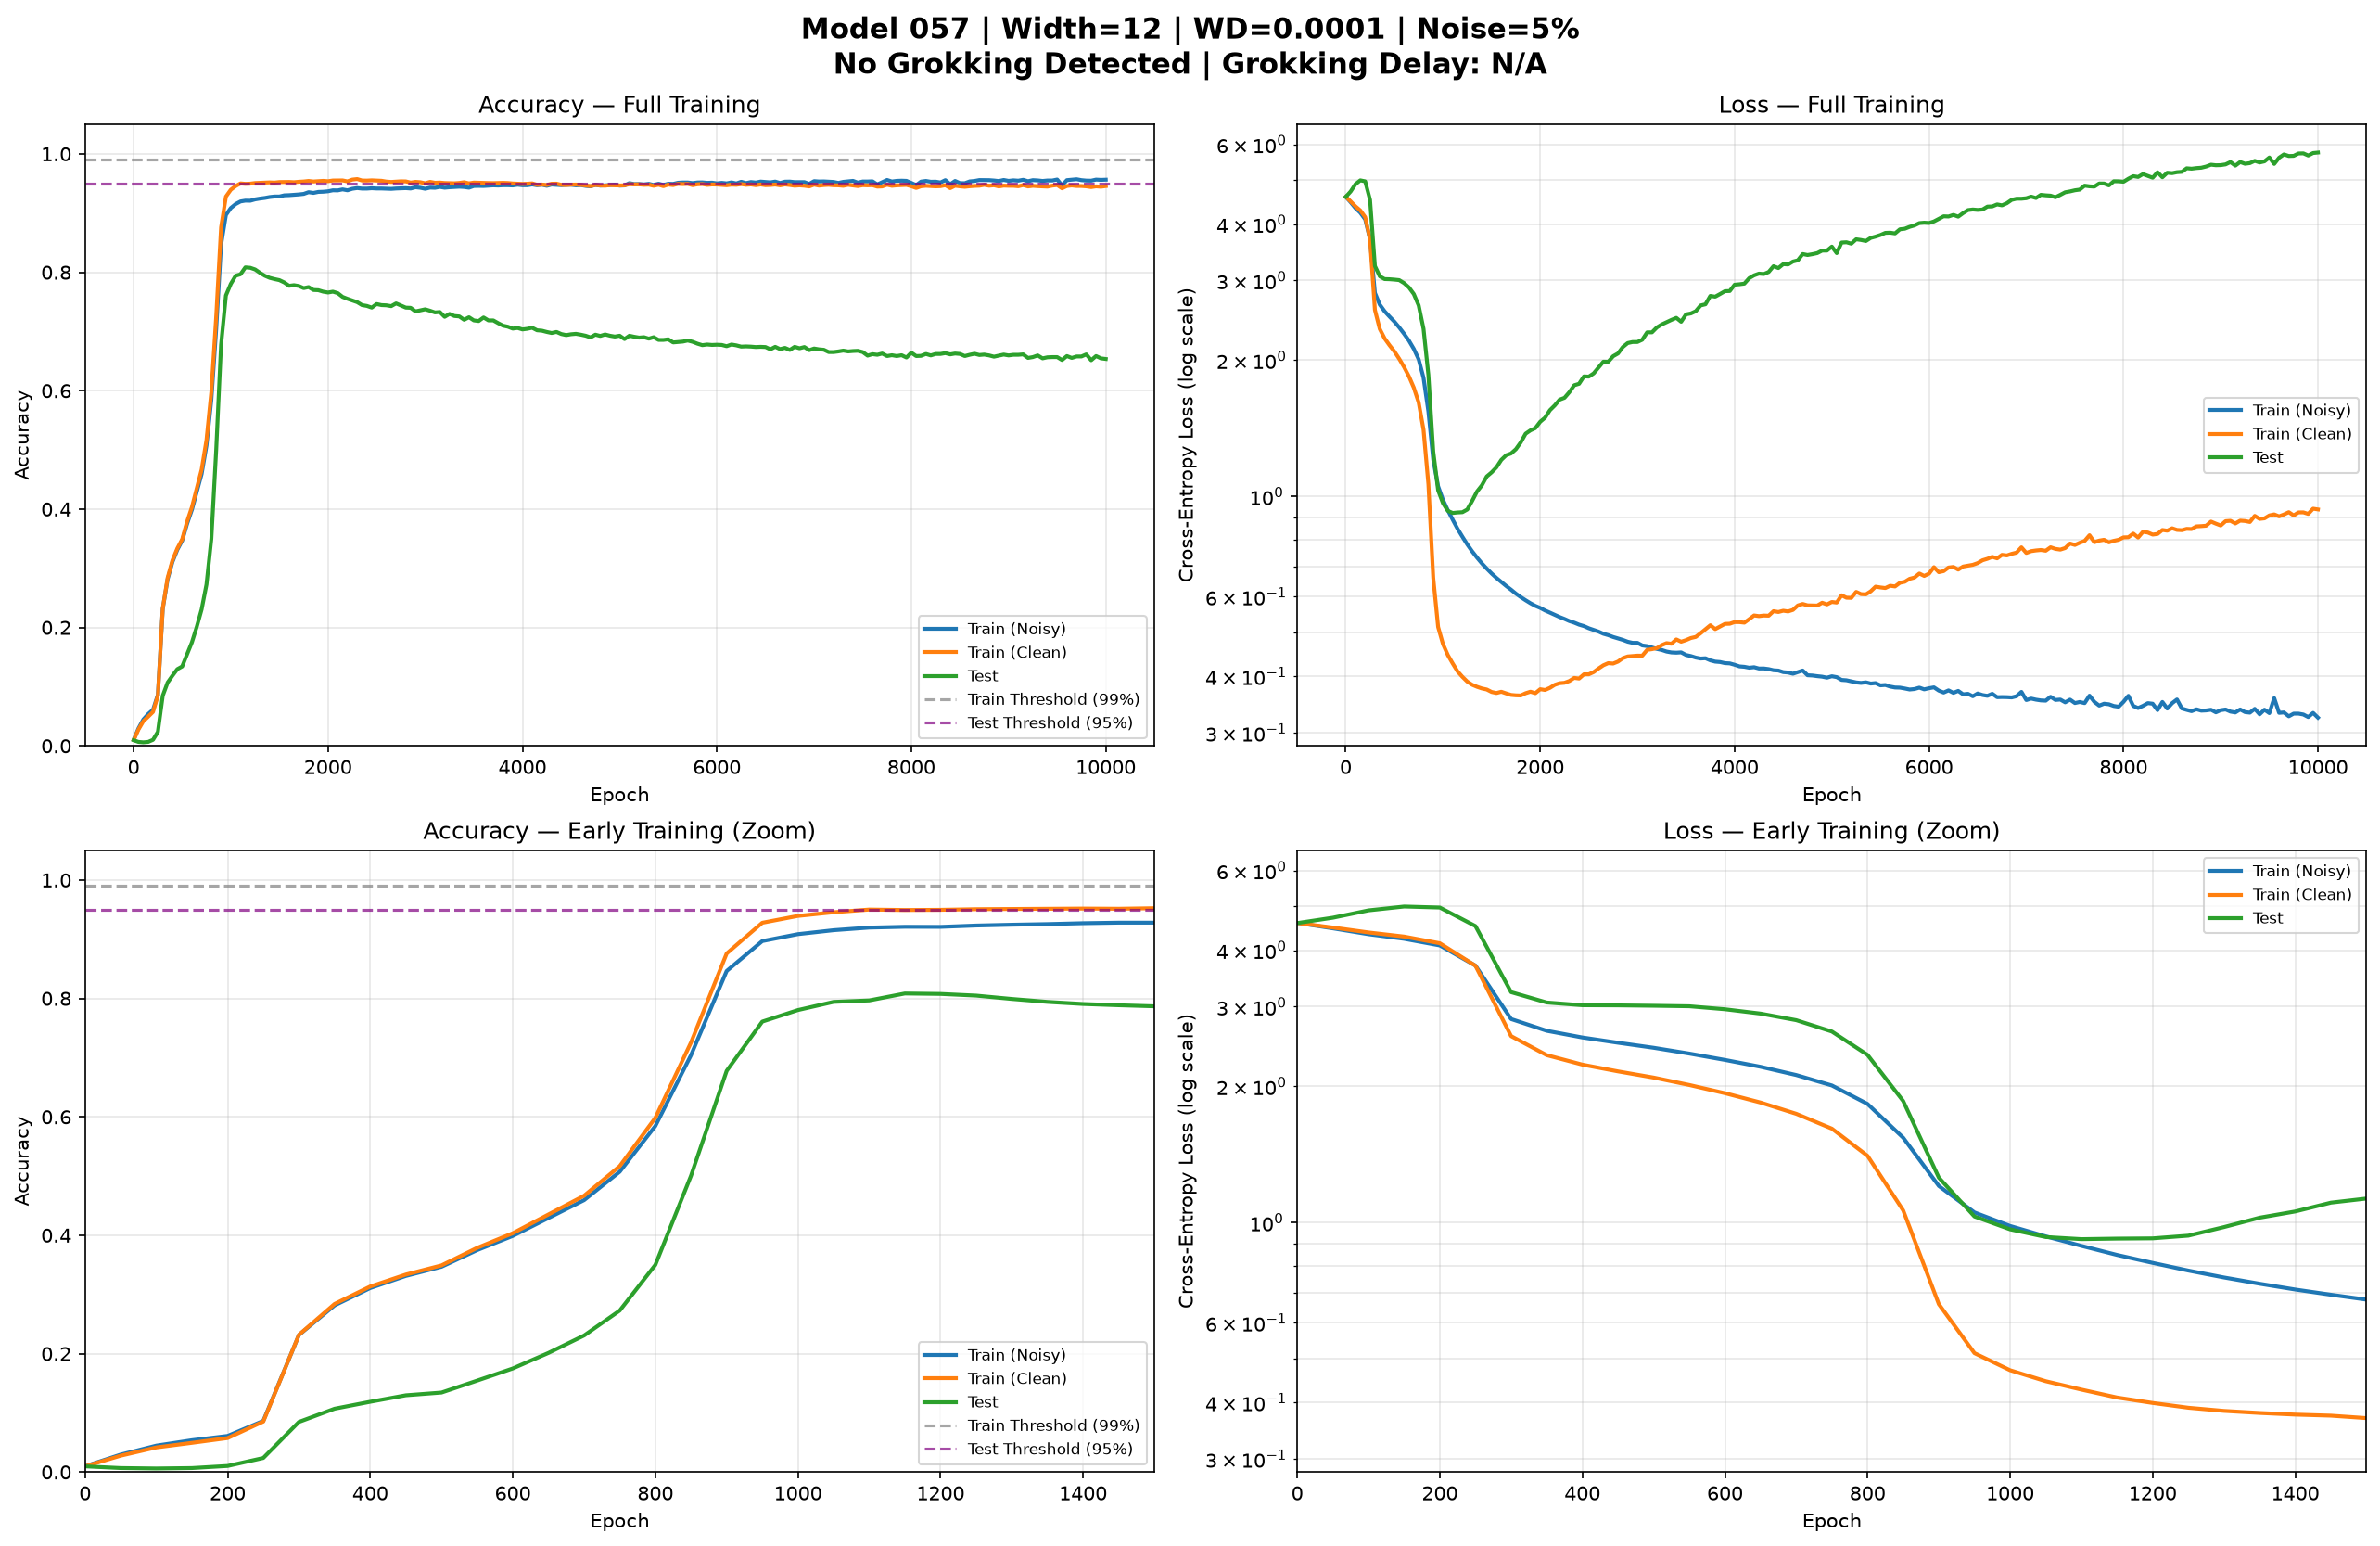 Model 057 | Width=12 | WD=0.0001 | Noise=5%
No Grokking Detected | Grokking Delay: N/A
Accuracy — Full Training
Accuracy
1.0
0.8
0.6
0.4
0.2
0.0
0
2000
4000
6000
8000
10000
Epoch
Train (Noisy)
Train (Clean)
Test
Train Threshold (99%)
Test Threshold (95%)
Loss — Full Training
Cross-Entropy Loss (log scale)
6 × 10⁰
4 × 10⁰
3 × 10⁰
2 × 10⁰
10⁰
6 × 10⁻¹
4 × 10⁻¹
3 × 10⁻¹
0
2000
4000
6000
8000
10000
Epoch
Train (Noisy)
Train (Clean)
Test
Accuracy — Early Training (Zoom)
Accuracy
1.0
0.8
0.6
0.4
0.2
0.0
0
200
400
600
800
1000
1200
1400
Epoch
Train (Noisy)
Train (Clean)
Test
Train Threshold (99%)
Test Threshold (95%)
Loss — Early Training (Zoom)
Cross-Entropy Loss (log scale)
6 × 10⁰
4 × 10⁰
3 × 10⁰
2 × 10⁰
10⁰
6 × 10⁻¹
4 × 10⁻¹
3 × 10⁻¹
0
200
400
600
800
1000
1200
1400
Epoch
Train (Noisy)
Train (Clean)
Test